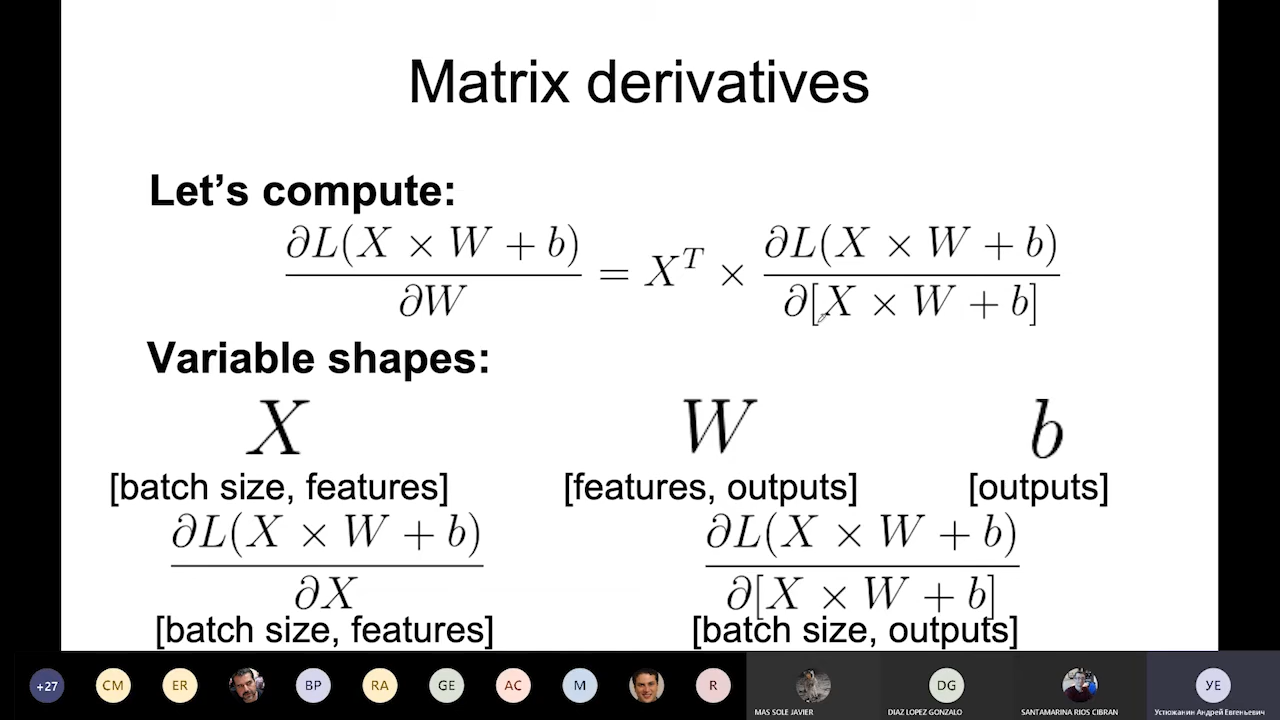 Matrix derivatives
Let's compute:
∂L(X × W + b) / ∂W = X^T × ∂L(X × W + b) / ∂[X × W + b]
Variable shapes:
X W b
[batch size, features] [features, outputs] [outputs]
∂L(X × W + b) / ∂X ∂L(X × W + b) / ∂[X × W + b]
[batch size, features] [batch size, outputs]
+27 CM ER BP RA GE AC M R DG УЕ
MAS SOLE JAVIER DIAZ LOPEZ GONZALO SANTAMARINA RIOS CIBRAN Устюжанин Андрей Евгеньевич